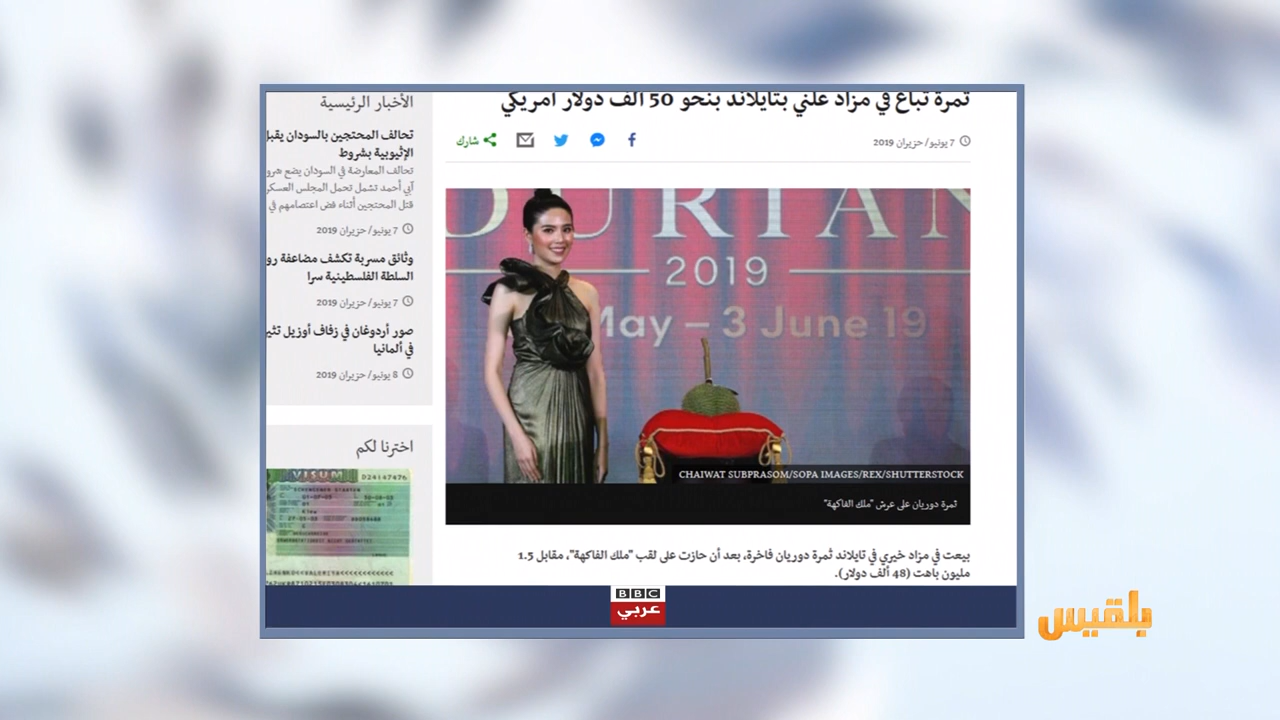 ثمرة تباع في مزاد علني بتايلاند بنحو 50 ألف دولار أمريكي
7 يونيو/ حزيران 2019
شارك
DURIAN
2019
May – 3 June 19
CHAIWAT SUBPRASOM/SOPA IMAGES/REX/SHUTTERSTOCK
ثمرة دوريان على عرش "ملك الفاكهة"
بيعت في مزاد خيري في تايلاند ثمرة دوريان فاخرة، بعد أن حازت على لقب "ملك الفاكهة"، مقابل 1.5
مليون باهت (48 ألف دولار).
الأخبار الرئيسية
تحالف المحتجين بالسودان يقبل
الإثيوبية بشروط
تحالف المعارضة في السودان يضع شرو
آبي أحمد تشمل تحمل المجلس العسكر
قتل المحتجين أثناء فض اعتصامهم في
7 يونيو/ حزيران 2019
وثائق مسربة تكشف مضاعفة رو
السلطة الفلسطينية سرا
7 يونيو/ حزيران 2019
صور أردوغان في زفاف أوزيل تثير
في ألمانيا
8 يونيو/ حزيران 2019
اخترنا لكم
VISUM
D24147476
BBC
عربي
بلقيس